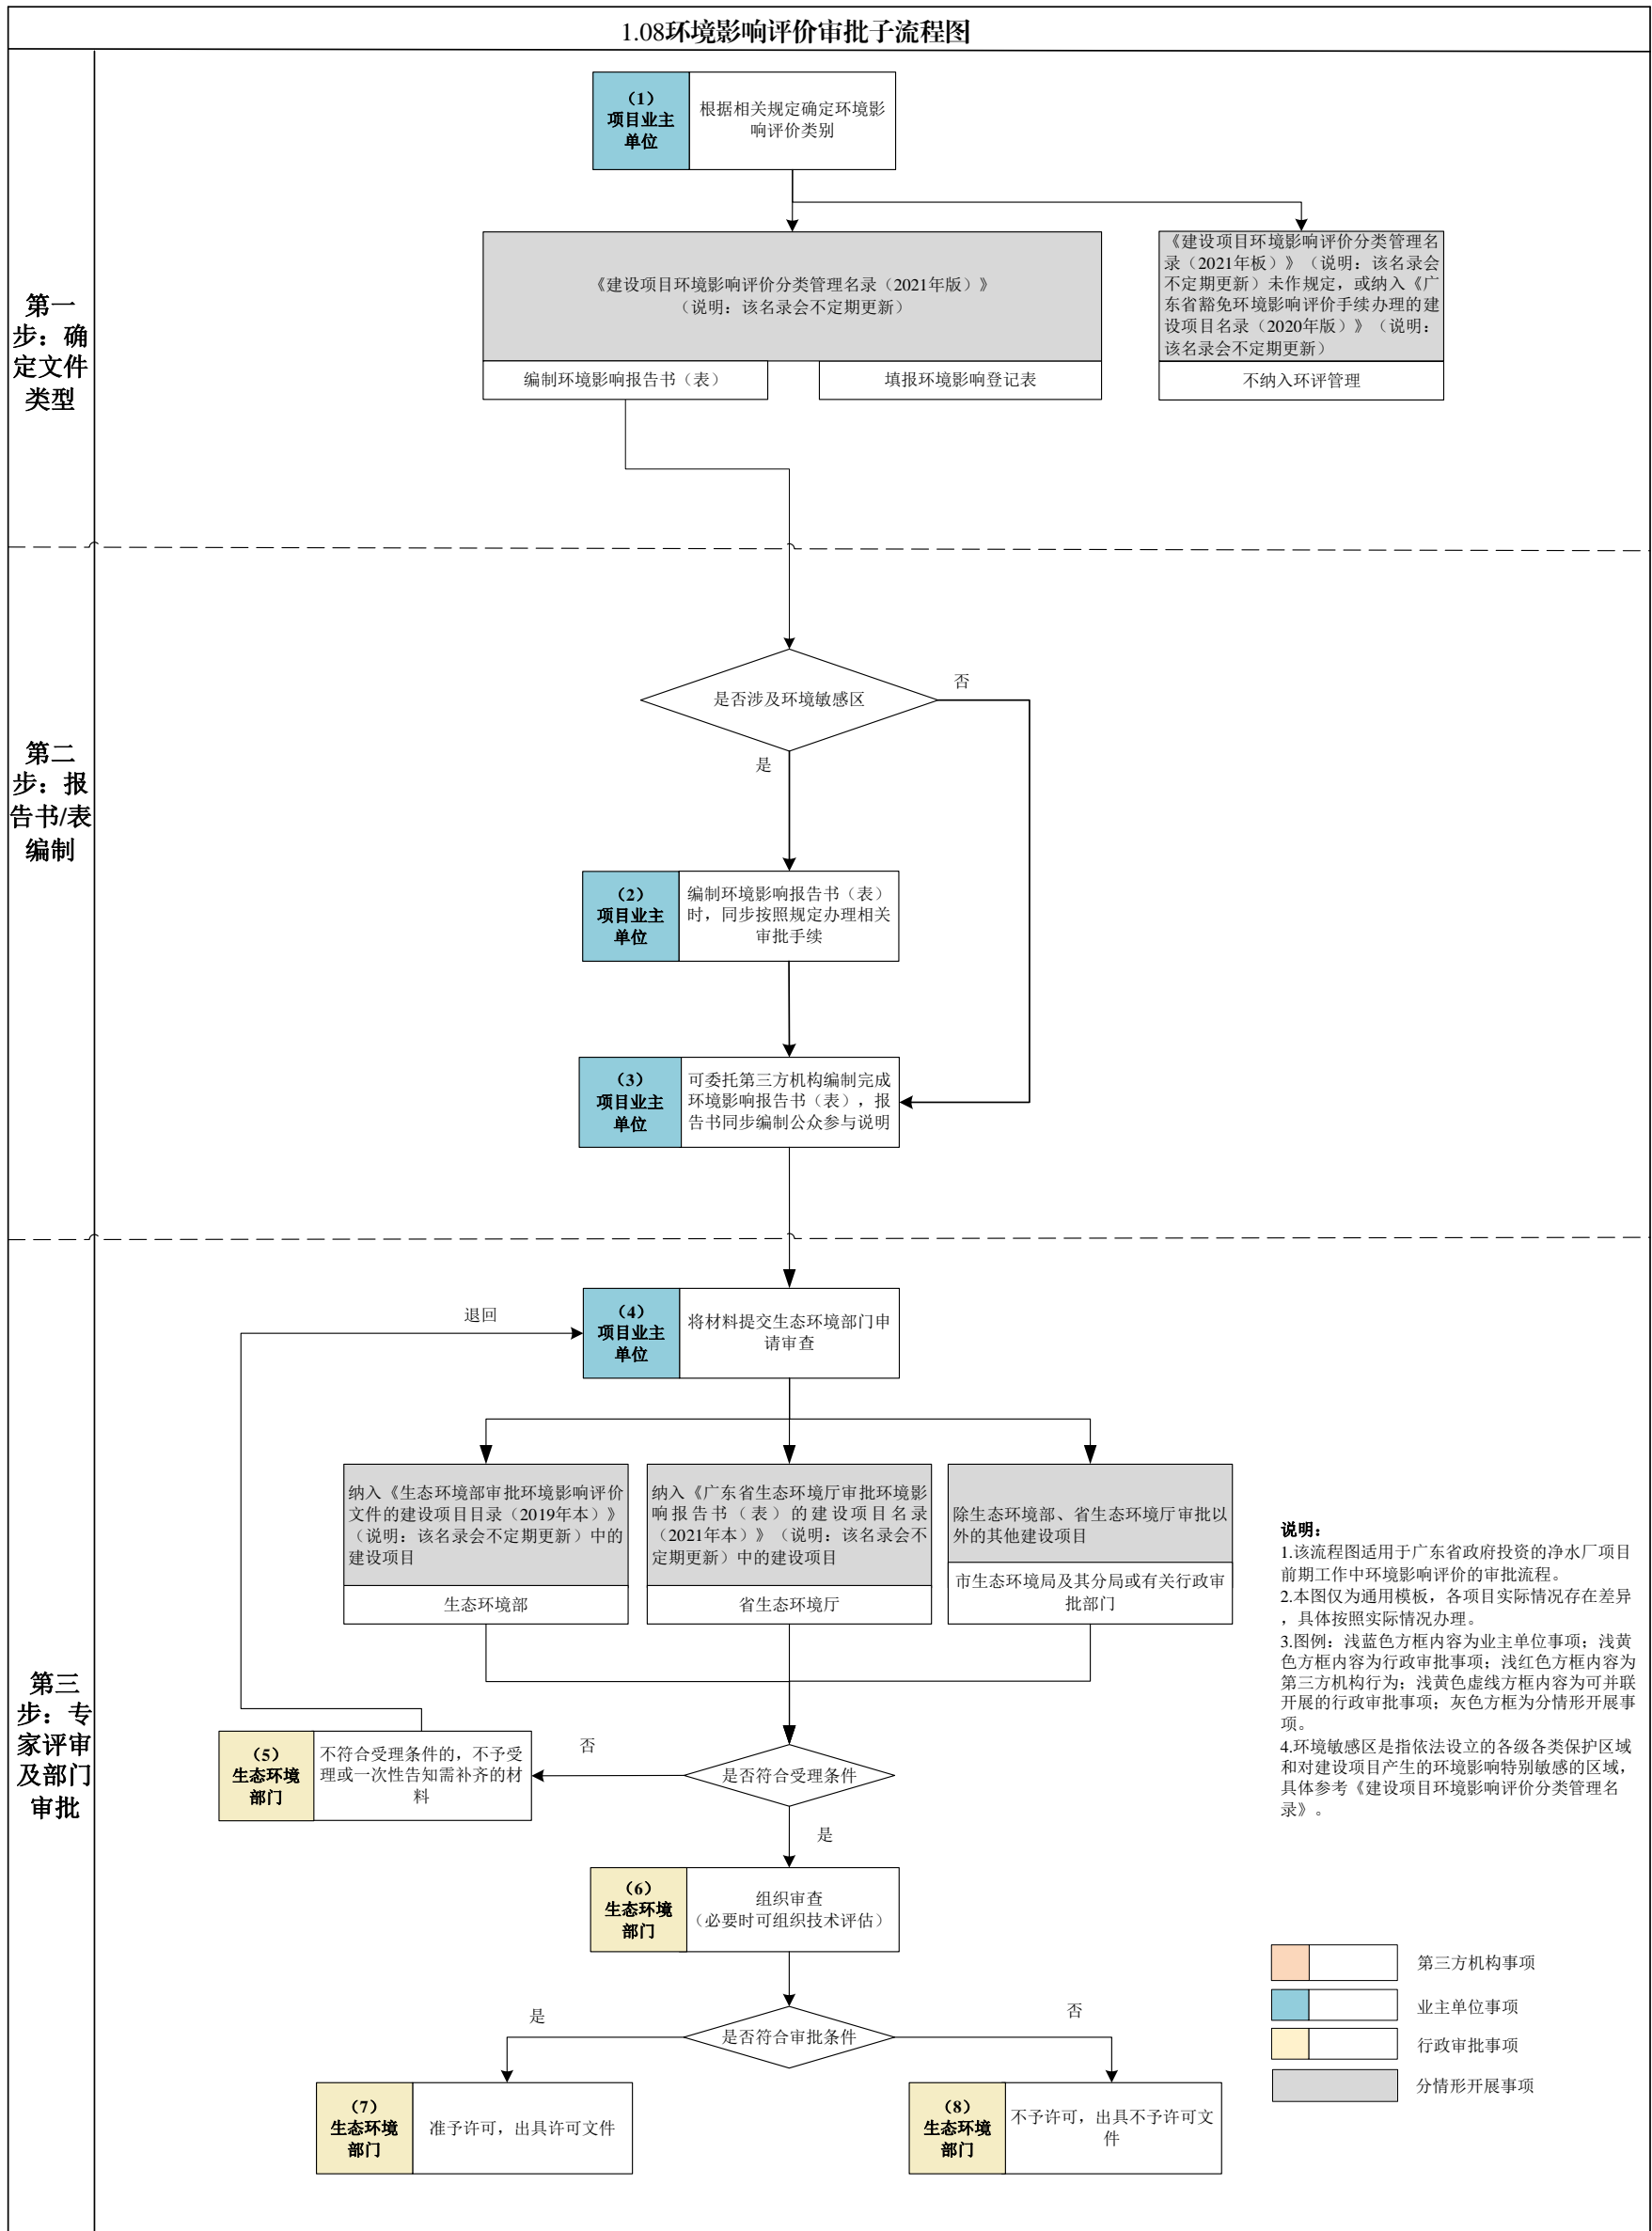 1.08环境影响评价审批子流程图
第一
步：确
定文件
类型
（1）
项目业主
单位
根据相关规定确定环境影
响评价类别
《建设项目环境影响评价分类管理名录（2021年版）》
（说明：该名录会不定期更新）
编制环境影响报告书（表）
填报环境影响登记表
《建设项目环境影响评价分类管理名
录（2021年板）》（说明：该名录会
不定期更新）未作规定，或纳入《广
东省豁免环境影响评价手续办理的建
设项目名录（2020年版）》（说明：
该名录会不定期更新）
不纳入环评管理
第二
步：报
告书/表
编制
是否涉及环境敏感区
否
是
（2）
项目业主
单位
编制环境影响报告书（表）
时，同步按照规定办理相关
审批手续
（3）
项目业主
单位
可委托第三方机构编制完成
环境影响报告书（表），报
告书同步编制公众参与说明
第三
步：专
家评审
及部门
审批
退回
（4）
项目业主
单位
将材料提交生态环境部门申
请审查
纳入《生态环境部审批环境影响评价
文件的建设项目目录（2019年本）》
（说明：该名录会不定期更新）中的
建设项目
生态环境部
纳入《广东省生态环境厅审批环境影
响报告书（表）的建设项目名录
（2021年本）》（说明：该名录会不
定期更新）中的建设项目
省生态环境厅
除生态环境部、省生态环境厅审批以
外的其他建设项目
市生态环境局及其分局或有关行政审
批部门
是否符合受理条件
否
（5）
生态环境
部门
不符合受理条件的，不予受
理或一次性告知需补齐的材
料
是
（6）
生态环境
部门
组织审查
（必要时可组织技术评估）
是否符合审批条件
是
否
（7）
生态环境
部门
准予许可，出具许可文件
（8）
生态环境
部门
不予许可，出具不予许可文
件
说明：
1.该流程图适用于广东省政府投资的净水厂项目
前期工作中环境影响评价的审批流程。
2.本图仅为通用模板，各项目实际情况存在差异
，具体按照实际情况办理。
3.图例：浅蓝色方框内容为业主单位事项；浅黄
色方框内容为行政审批事项；浅红色方框内容为
第三方机构行为；浅黄色虚线方框内容为可并联
开展的行政审批事项；灰色方框为分情形开展事
项。
4.环境敏感区是指依法设立的各级各类保护区域
和对建设项目产生的环境影响特别敏感的区域，
具体参考《建设项目环境影响评价分类管理名
录》。
第三方机构事项
业主单位事项
行政审批事项
分情形开展事项